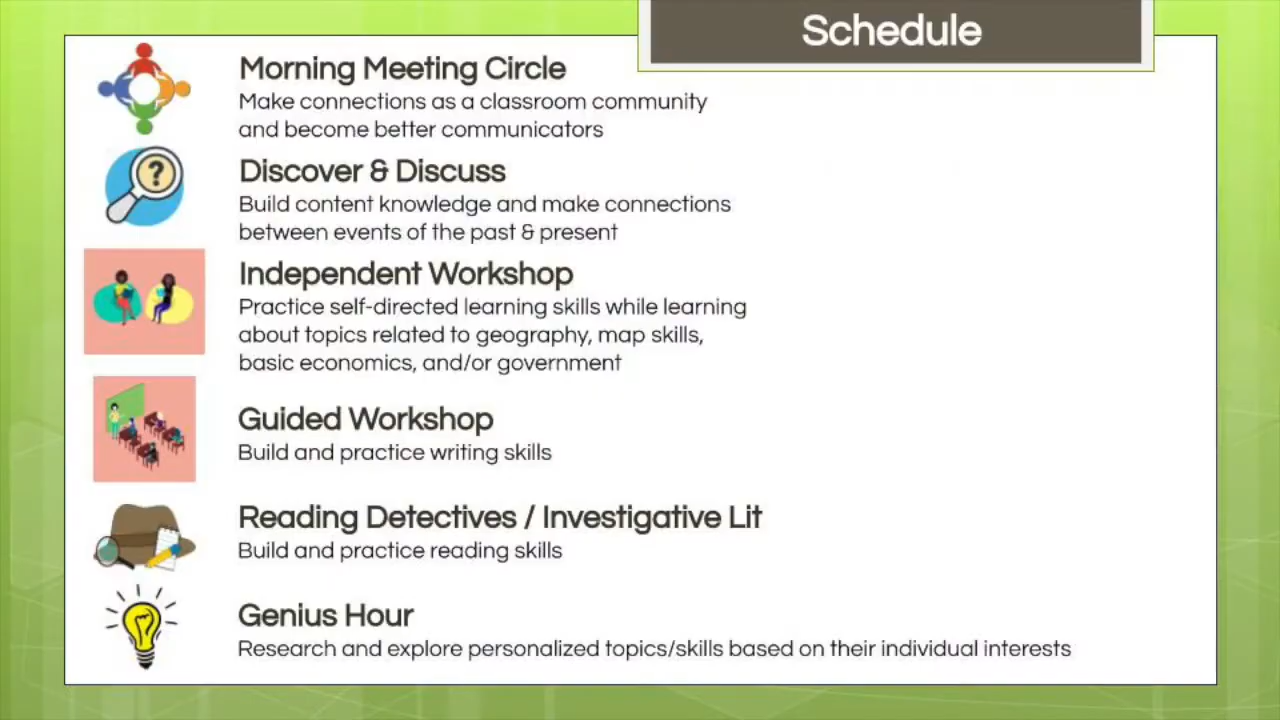 Schedule
Morning Meeting Circle
Make connections as a classroom community
and become better communicators
?
Discover & Discuss
Build content knowledge and make connections
between events of the past & present
Independent Workshop
Practice self-directed learning skills while learning
about topics related to geography, map skills,
basic economics, and/or government
Guided Workshop
Build and practice writing skills
Reading Detectives / Investigative Lit
Build and practice reading skills
Genius Hour
Research and explore personalized topics/skills based on their individual interests